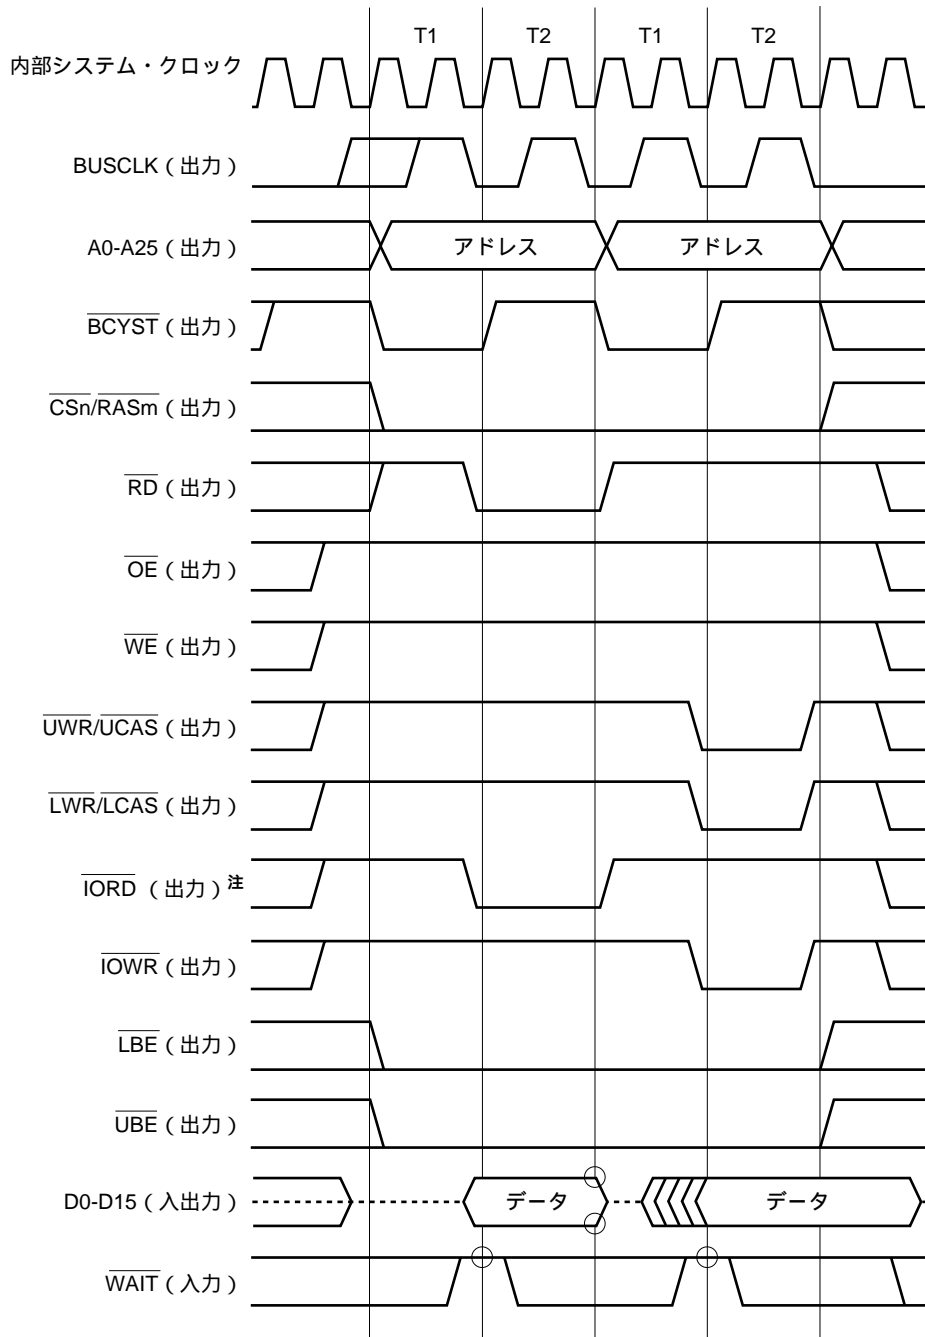 T1 T2 T1 T2
内部システム・クロック
BUSCLK(出力)
A0-A25(出力) アドレス アドレス
BCYST(出力)
CSn/RASm(出力)
RD(出力)
OE(出力)
WE(出力)
UWR/UCAS(出力)
LWR/LCAS(出力)
IORD(出力)注
IOWR(出力)
LBE(出力)
UBE(出力)
D0-D15(入出力) データ データ
WAIT(入力)